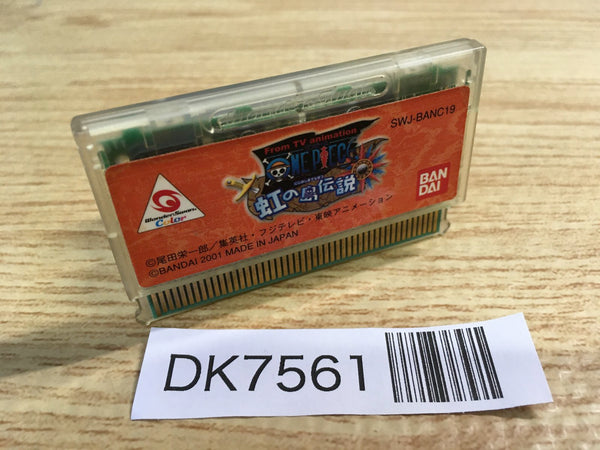 SWJ-BANC19
From TV animation
ONE PIECE
虹の島伝説
BAN
DAI
WonderSwan
Color
©尾田栄一郎／集英社・フジテレビ・東映アニメーション
©BANDAI 2001 MADE IN JAPAN
DK7561